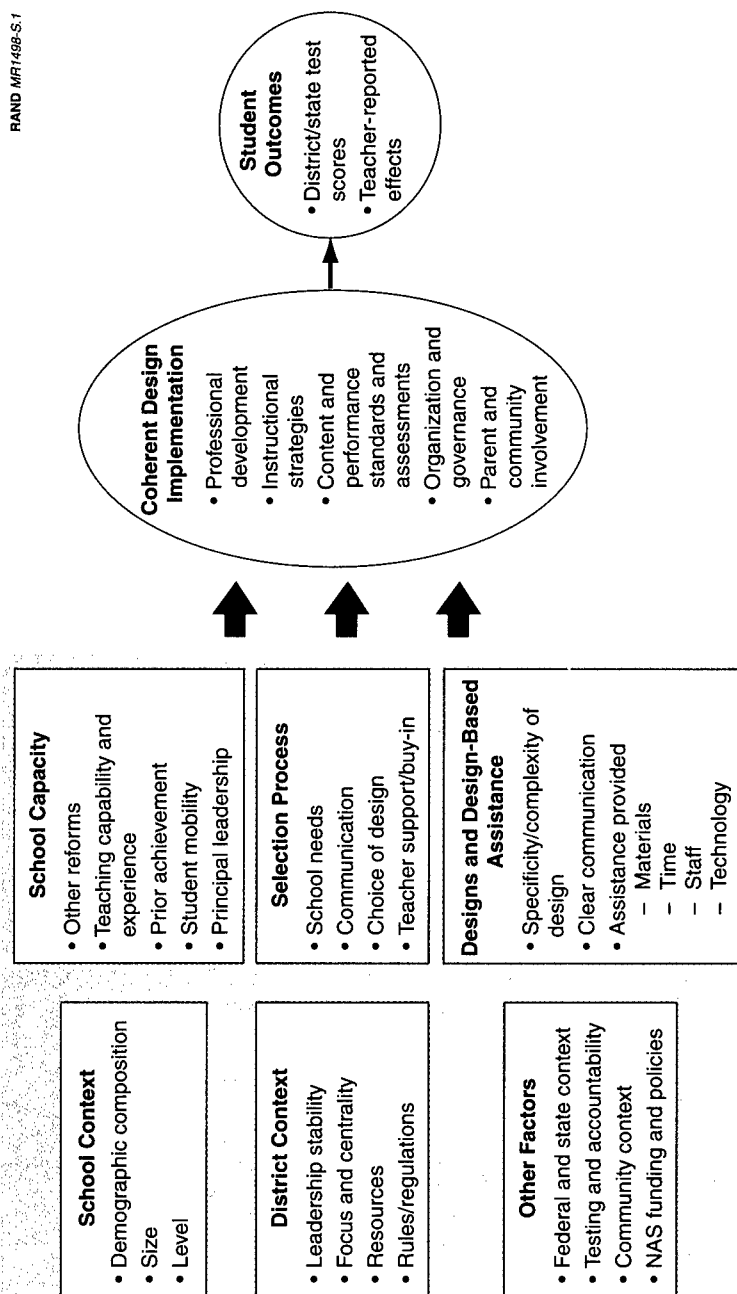 RAND MR1498-S.1
School Context
• Demographic composition
• Size
• Level
District Context
• Leadership stability
• Focus and centrality
• Resources
• Rules/regulations
Other Factors
• Federal and state context
• Testing and accountability
• Community context
• NAS funding and policies
School Capacity
• Other reforms
• Teaching capability and
experience
• Prior achievement
• Student mobility
• Principal leadership
Selection Process
• School needs
• Communication
• Choice of design
• Teacher support/buy-in
Designs and Design-Based
Assistance
• Specificity/complexity of
design
• Clear communication
• Assistance provided
– Materials
– Time
– Staff
– Technology
Coherent Design
Implementation
• Professional
development
• Instructional
strategies
• Content and
performance
standards and
assessments
• Organization and
governance
• Parent and
community
involvement
Student
Outcomes
• District/state test
scores
• Teacher-reported
effects